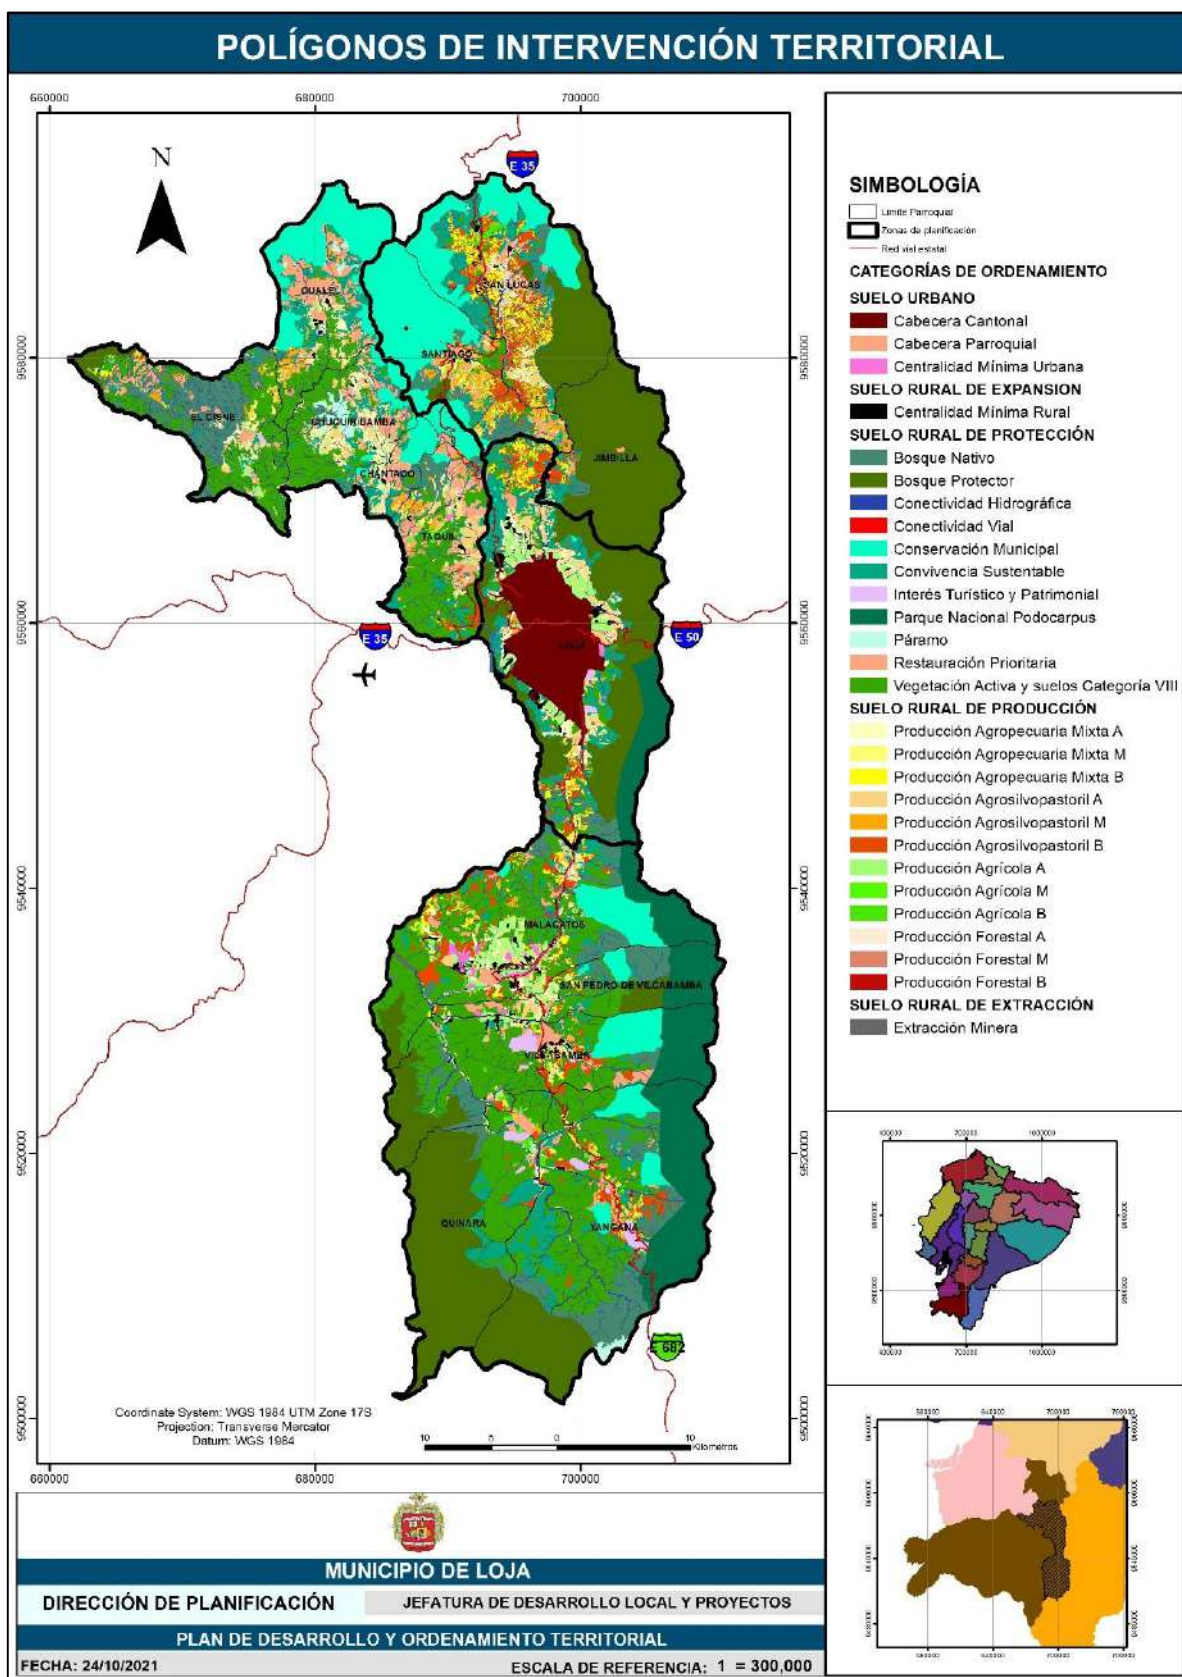 POLÍGONOS DE INTERVENCIÓN TERRITORIAL
660000 680000 700000
N
E 35
9580000 9580000
9560000 9560000
9540000 9540000
9520000 9520000
9500000 9500000
GUALEL
SAN LUCAS
SANTIAGO
EL CISNE
CHUQUIRIBAMBA
JIMBILLA
CHANTACO
TAQUIL
LOJA
E 35
E 50
MALACATOS
SAN PEDRO DE VILCABAMBA
VILCABAMBA
QUINARA
YANGANA
E 682
Coordinate System: WGS 1984 UTM Zone 17S
Projection: Transverse Mercator
Datum: WGS 1984
10 5 0 10
Kilometros
660000 680000 700000
SIMBOLOGÍA
Límite Parroquial
Zonas de planificación
Red vial estatal
CATEGORÍAS DE ORDENAMIENTO
SUELO URBANO
Cabecera Cantonal
Cabecera Parroquial
Centralidad Mínima Urbana
SUELO RURAL DE EXPANSION
Centralidad Mínima Rural
SUELO RURAL DE PROTECCIÓN
Bosque Nativo
Bosque Protector
Conectividad Hidrográfica
Conectividad Vial
Conservación Municipal
Convivencia Sustentable
Interés Turístico y Patrimonial
Parque Nacional Podocarpus
Páramo
Restauración Prioritaria
Vegetación Activa y suelos Categoría VIII
SUELO RURAL DE PRODUCCIÓN
Producción Agropecuaria Mixta A
Producción Agropecuaria Mixta M
Producción Agropecuaria Mixta B
Producción Agrosilvopastoril A
Producción Agrosilvopastoril M
Producción Agrosilvopastoril B
Producción Agrícola A
Producción Agrícola M
Producción Agrícola B
Producción Forestal A
Producción Forestal M
Producción Forestal B
SUELO RURAL DE EXTRACCIÓN
Extracción Minera
MUNICIPIO DE LOJA
DIRECCIÓN DE PLANIFICACIÓN
JEFATURA DE DESARROLLO LOCAL Y PROYECTOS
PLAN DE DESARROLLO Y ORDENAMIENTO TERRITORIAL
FECHA: 24/10/2021
ESCALA DE REFERENCIA: 1 = 300,000